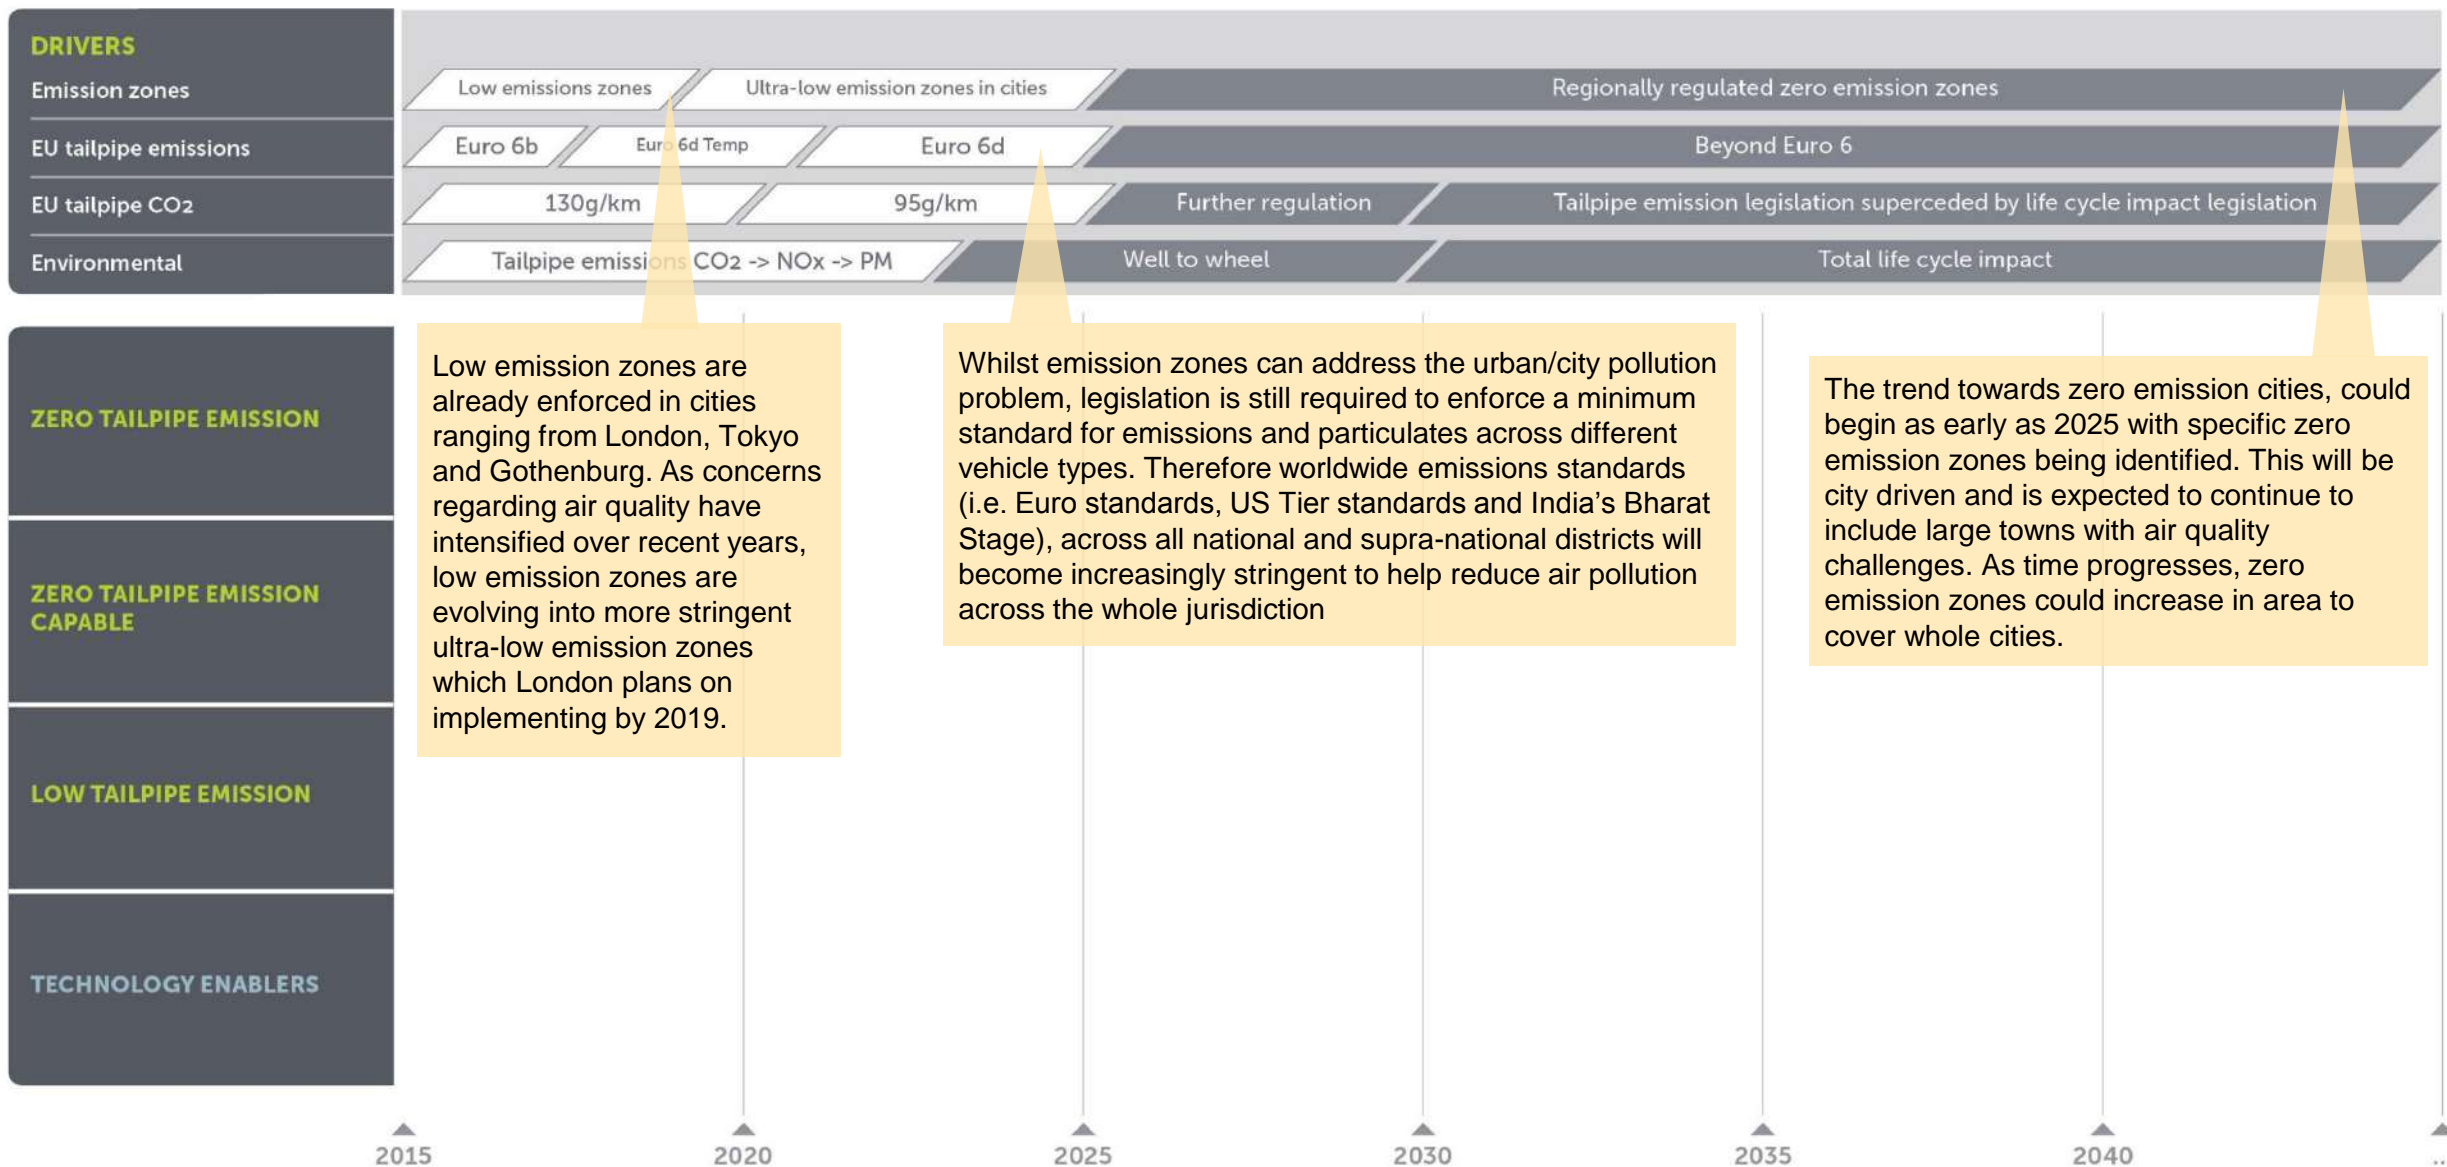 DRIVERS
Emission zones
Low emissions zones
Ultra-low emission zones in cities
Regionally regulated zero emission zones
EU tailpipe emissions
Euro 6b
Euro 6d Temp
Euro 6d
Beyond Euro 6
EU tailpipe CO2
130g/km
95g/km
Further regulation
Tailpipe emission legislation superceded by life cycle impact legislation
Environmental
Tailpipe emissions CO2 -> NOx -> PM
Well to wheel
Total life cycle impact
ZERO TAILPIPE EMISSION
ZERO TAILPIPE EMISSION
CAPABLE
LOW TAILPIPE EMISSION
TECHNOLOGY ENABLERS
Low emission zones are
already enforced in cities
ranging from London, Tokyo
and Gothenburg. As concerns
regarding air quality have
intensified over recent years,
low emission zones are
evolving into more stringent
ultra-low emission zones
which London plans on
implementing by 2019.
Whilst emission zones can address the urban/city pollution
problem, legislation is still required to enforce a minimum
standard for emissions and particulates across different
vehicle types. Therefore worldwide emissions standards
(i.e. Euro standards, US Tier standards and India's Bharat
Stage), across all national and supra-national districts will
become increasingly stringent to help reduce air pollution
across the whole jurisdiction
The trend towards zero emission cities, could
begin as early as 2025 with specific zero
emission zones being identified. This will be
city driven and is expected to continue to
include large towns with air quality
challenges. As time progresses, zero
emission zones could increase in area to
cover whole cities.
2015
2020
2025
2030
2035
2040
..